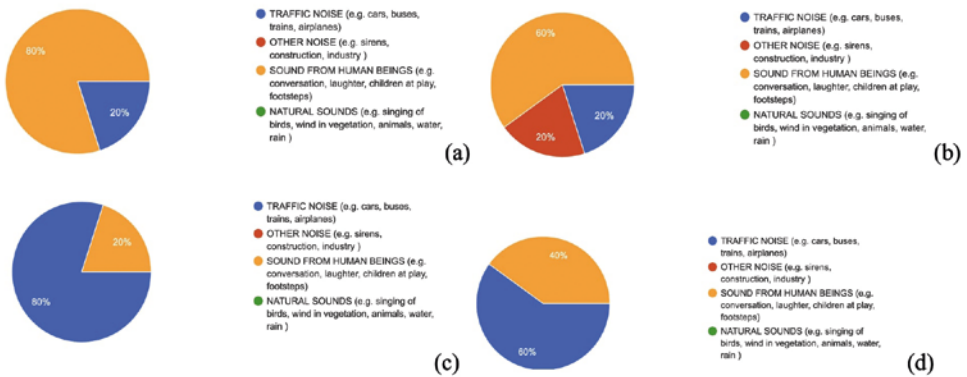 80%
20%
TRAFFIC NOISE (e.g. cars, buses,
trains, airplanes)
OTHER NOISE (e.g. sirens,
construction, industry )
SOUND FROM HUMAN BEINGS (e.g.
conversation, laughter, children at play,
footsteps)
NATURAL SOUNDS (e.g. singing of
birds, wind in vegetation, animals, water,
rain )
(a)
60%
20%
20%
TRAFFIC NOISE (e.g. cars, buses,
trains, airplanes)
OTHER NOISE (e.g. sirens,
construction, industry )
SOUND FROM HUMAN BEINGS (e.g.
conversation, laughter, children at play,
footsteps)
NATURAL SOUNDS (e.g. singing of
birds, wind in vegetation, animals, water,
rain )
(b)
20%
80%
TRAFFIC NOISE (e.g. cars, buses,
trains, airplanes)
OTHER NOISE (e.g. sirens,
construction, industry )
SOUND FROM HUMAN BEINGS (e.g.
conversation, laughter, children at play,
footsteps)
NATURAL SOUNDS (e.g. singing of
birds, wind in vegetation, animals, water,
rain )
(c)
40%
60%
TRAFFIC NOISE (e.g. cars, buses,
trains, airplanes)
OTHER NOISE (e.g. sirens,
construction, industry )
SOUND FROM HUMAN BEINGS (e.g.
conversation, laughter, children at play,
footsteps)
NATURAL SOUNDS (e.g. singing of
birds, wind in vegetation, animals, water,
rain )
(d)